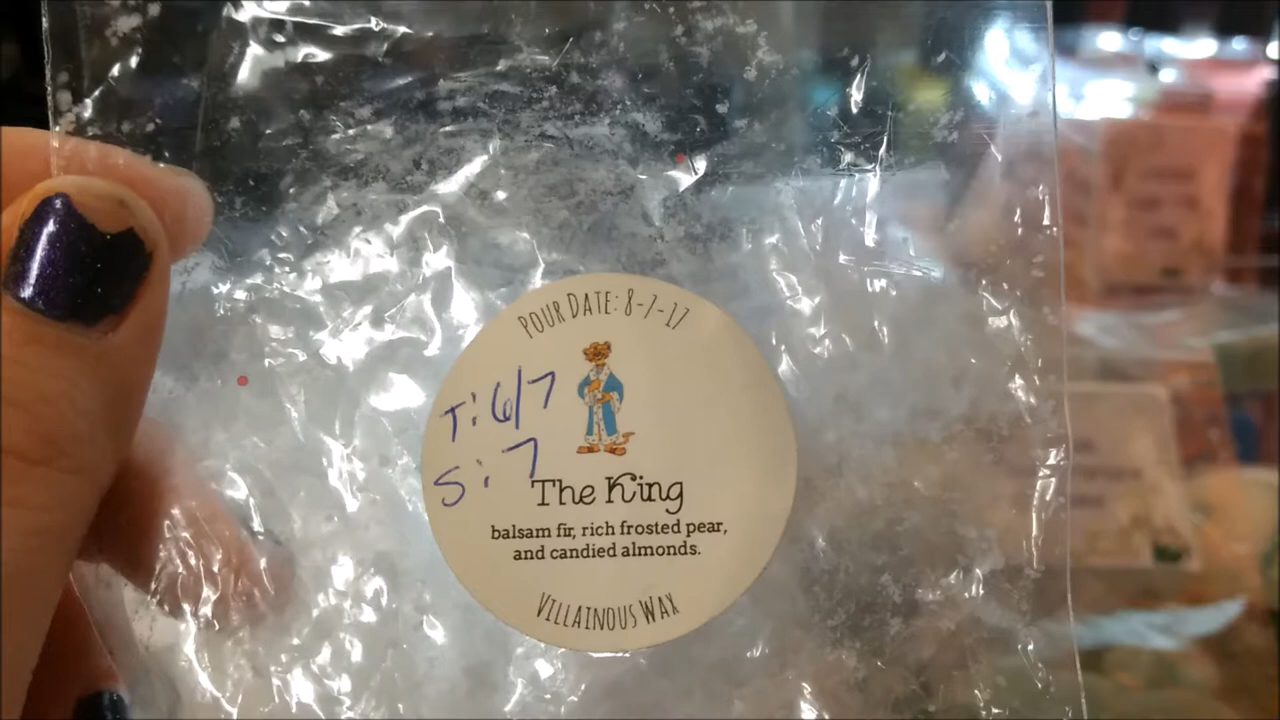 POUR DATE: 8-7-17
T: 6/7
S: 7
The King
balsam fir, rich frosted pear,
and candied almonds.
VILLAINOUS WAX